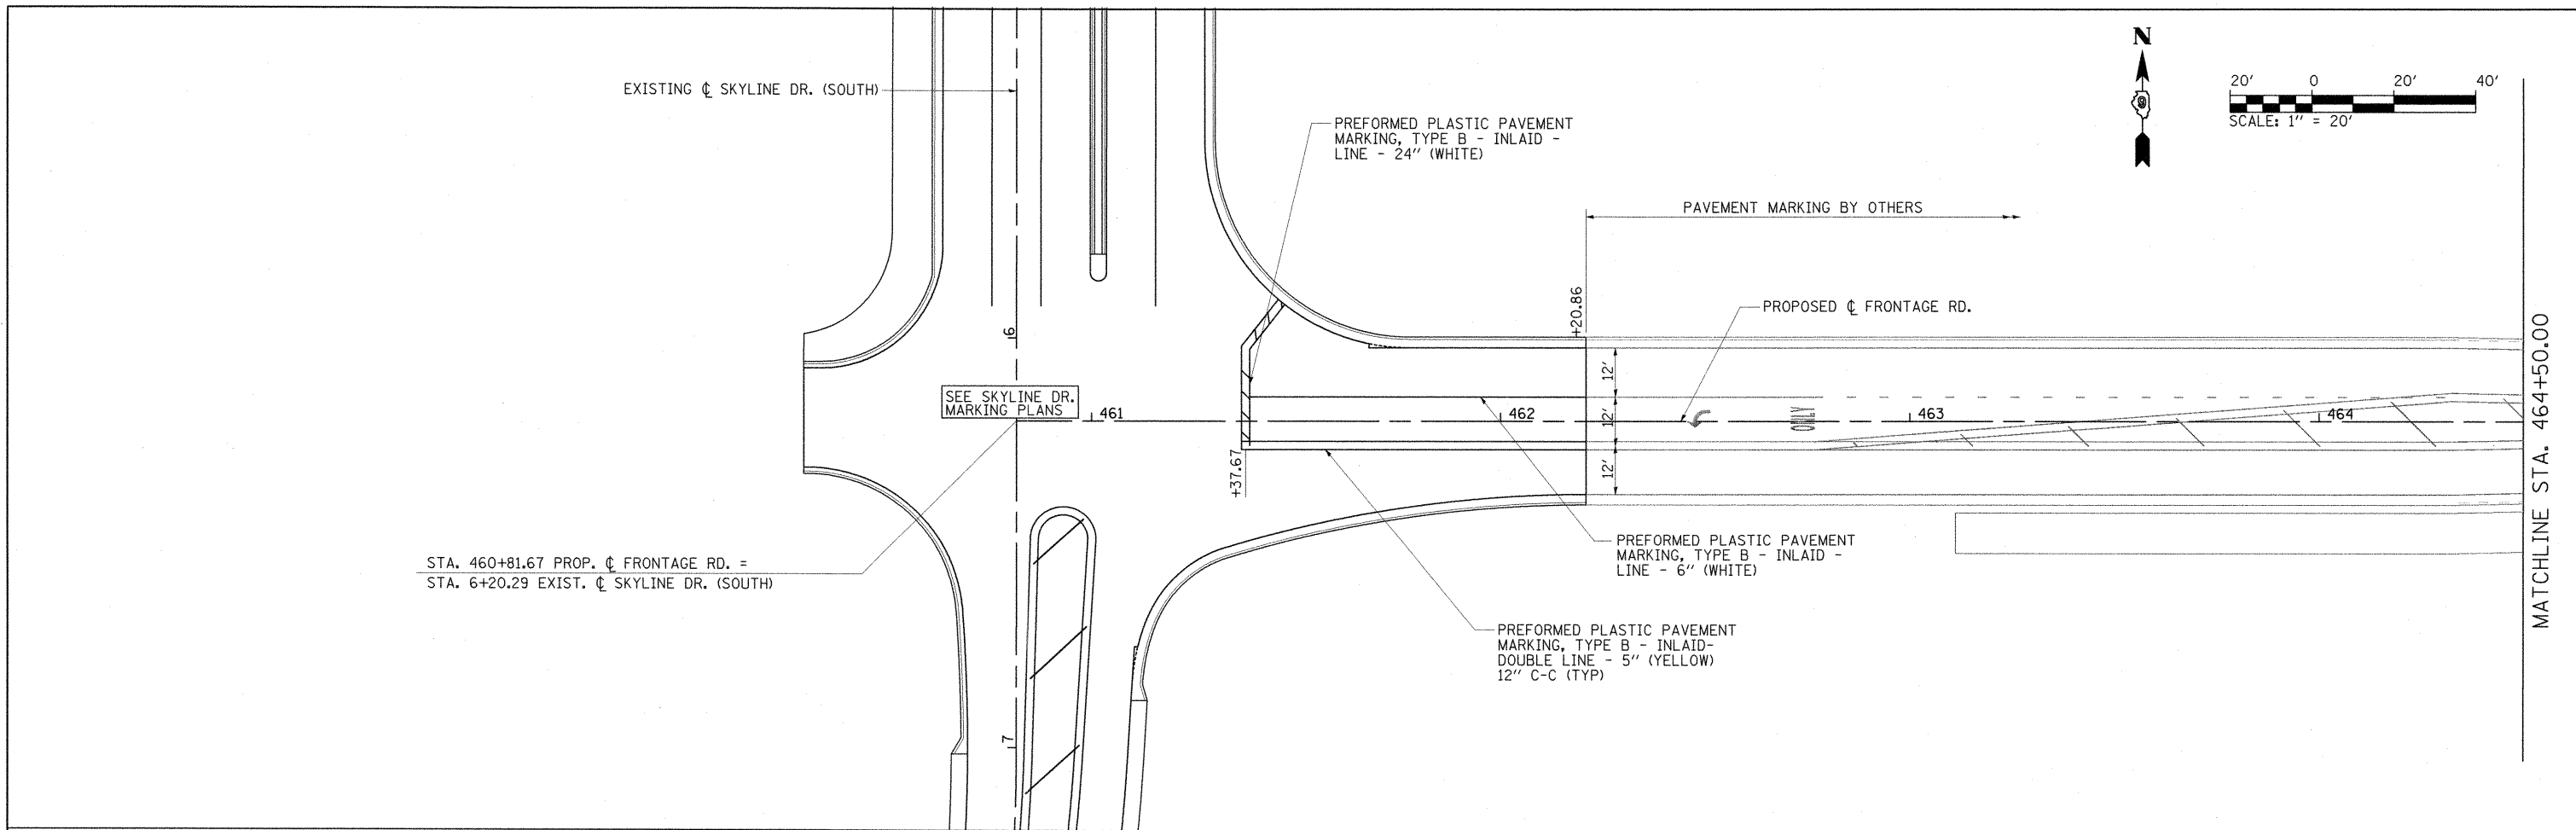 EXISTING ℄ SKYLINE DR. (SOUTH)
N
20' 0 20' 40'
SCALE: 1" = 20'
PREFORMED PLASTIC PAVEMENT
MARKING, TYPE B - INLAID -
LINE - 24" (WHITE)
PAVEMENT MARKING BY OTHERS
+20.86
PROPOSED ℄ FRONTAGE RD.
6
12'
12'
12'
SEE SKYLINE DR.
MARKING PLANS
461
462
ONLY
463
464
MATCHLINE STA. 464+50.00
+37.67
STA. 460+81.67 PROP. ℄ FRONTAGE RD. =
STA. 6+20.29 EXIST. ℄ SKYLINE DR. (SOUTH)
PREFORMED PLASTIC PAVEMENT
MARKING, TYPE B - INLAID -
LINE - 6" (WHITE)
PREFORMED PLASTIC PAVEMENT
MARKING, TYPE B - INLAID-
DOUBLE LINE - 5" (YELLOW)
12" C-C (TYP)
7